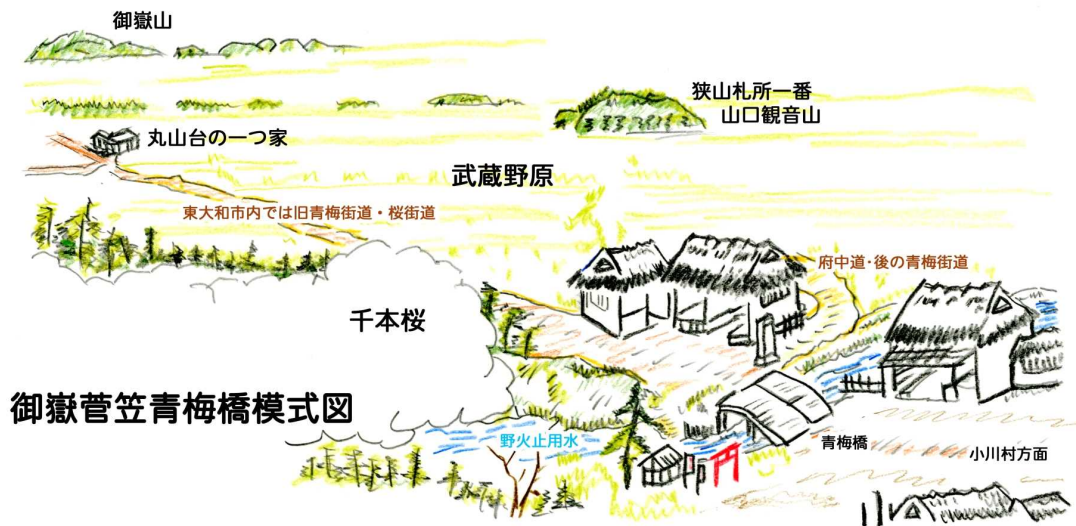 御嶽山
狭山札所一番
山口観音山
丸山台の一つ家
武蔵野原
東大和市内では旧青梅街道・桜街道
府中道・後の青梅街道
千本桜
御嶽菅笠青梅橋模式図
野火止用水
青梅橋
小川村方面